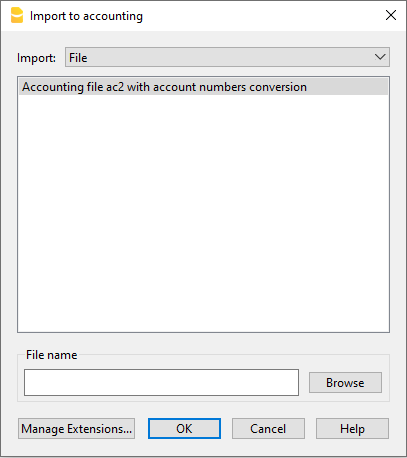 Import to accounting
Import: File
Accounting file ac2 with account numbers conversion
File name
Browse
Manage Extensions... OK Cancel Help